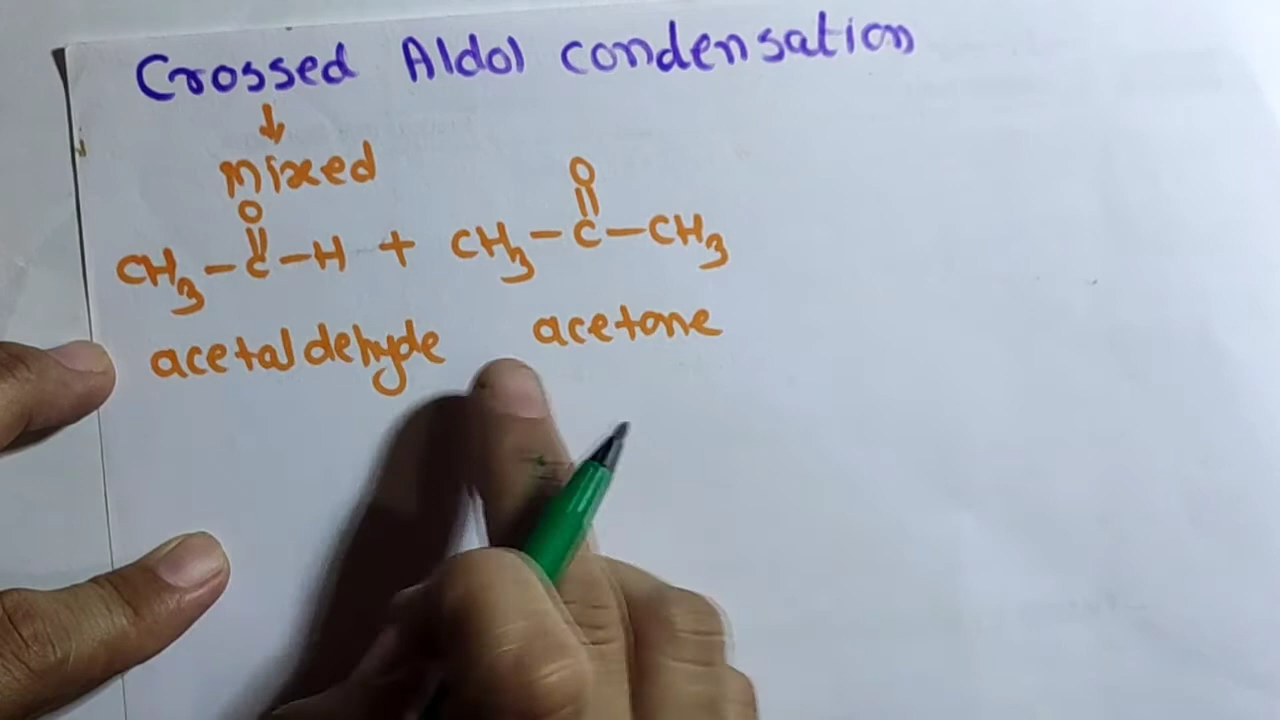 Crossed Aldol condensation
↓
Mixed
O O
|| ||
CH3-C-H + CH3-C-CH3
acetaldehyde acetone